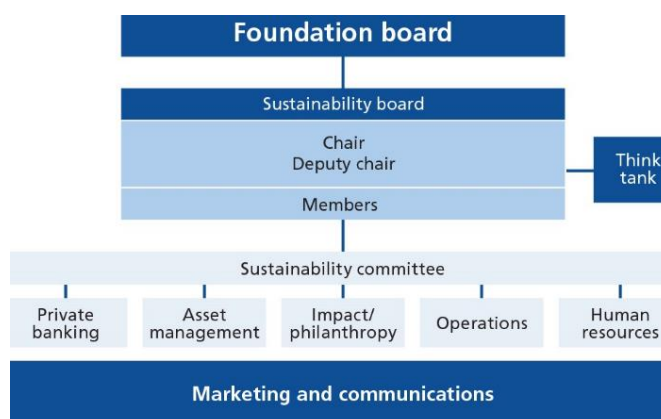 Foundation board
Sustainability board
Chair
Deputy chair
Think
tank
Members
Sustainability committee
Private
banking
Asset
management
Impact/
philanthropy
Operations
Human
resources
Marketing and communications